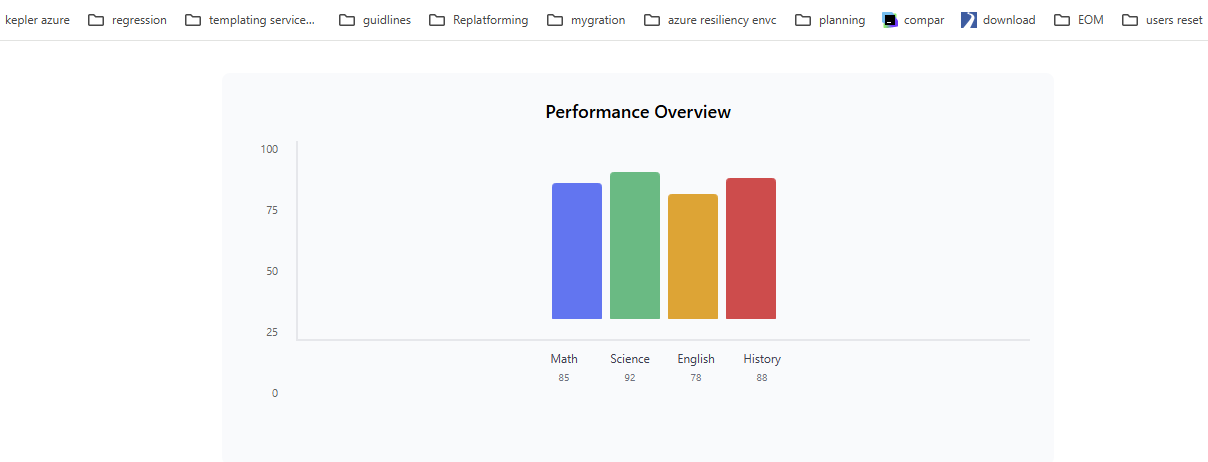 kepler azure regression templating service... guidlines Replatforming mygration azure resiliency envc planning compar download EOM users reset
Performance Overview
100
75
50
25
0
Math Science English History
85 92 78 88